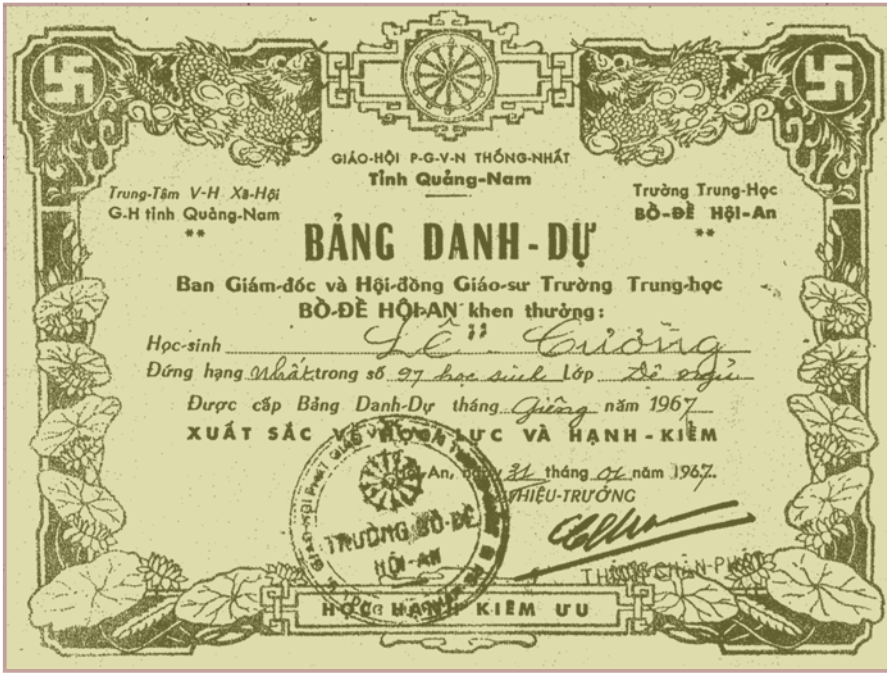 GIÁO-HỘI P-G-V-N THỐNG-NHẤT
Tỉnh Quảng-Nam
Trung-Tâm V-H Xã-Hội
G-H tỉnh Quảng-Nam
**
Trường Trung-Học
BỒ-ĐỀ Hội-An
**
BẢNG DANH-DỰ
Ban Giám-đốc và Hội-đồng Giáo-sư Trường Trung-học
BỒ-ĐỀ HỘI-AN khen thưởng:
Học-sinh Lê Cường
Đứng hạng Nhất trong số 97 học sinh Lớp Đệ ngũ
Được cấp Bảng Danh-Dự tháng Giêng năm 1967
XUẤT SẮC VỀ HỌC LỰC VÀ HẠNH-KIỂM
An, ngày 31 tháng 01 năm 1967.
HIỆU-TRƯỞNG
TRƯỜNG BỒ-ĐỀ
HỘI-AN
CHÂN-PHÁT
HỌC HẠNH KIÊM ƯU